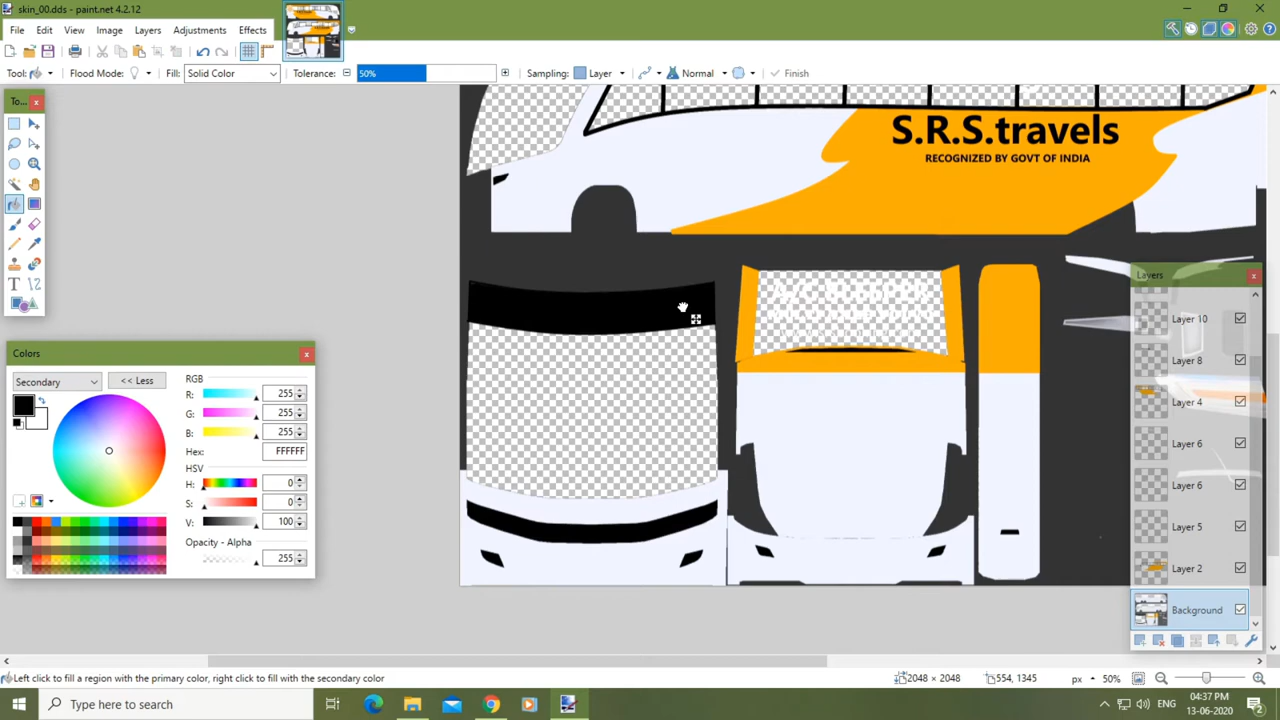 skin_00.dds - paint.net 4.2.12
File Edit View Image Layers Adjustments Effects
Tool: Flood Mode: Fill: Solid Color Tolerance: 50% Sampling: Layer Normal Finish
To...
S.R.S.travels
RECOGNIZED BY GOVT OF INDIA
Layers
Layer 10
Layer 8
Layer 4
Layer 6
Layer 6
Layer 5
Layer 2
Background
Colors
Secondary << Less
RGB
R: 255
G: 255
B: 255
Hex: FFFFFF
HSV
H: 0
S: 0
V: 100
Opacity - Alpha
255
Left click to fill a region with the primary color, right click to fill with the secondary color 2048 × 2048 554, 1345 px 50%
Type here to search
ENG
04:37 PM
13-06-2020
2